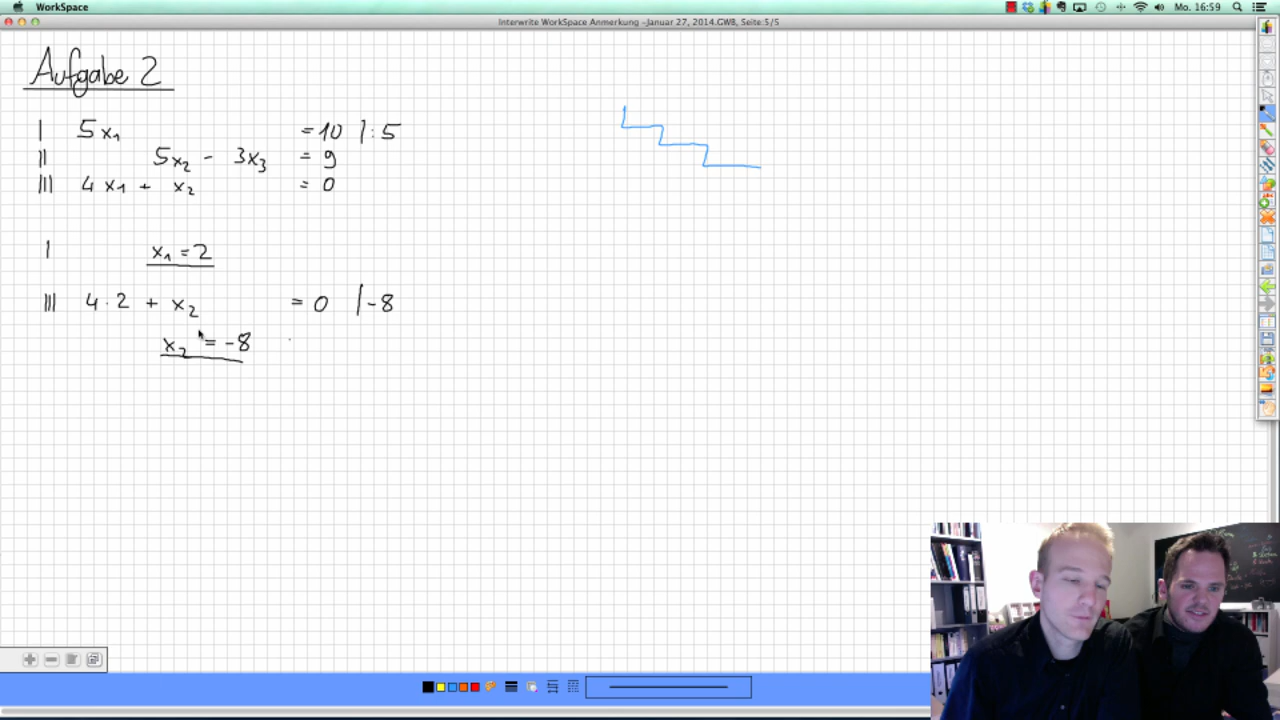 WorkSpace Mo. 16:59
Interwrite WorkSpace Anmerkung -Januar 27, 2014.GWB, Seite:5/5
Aufgabe 2
I 5x₁ = 10 | : 5
II 5x₂ - 3x₃ = 9
III 4x₁ + x₂ = 0
I x₁ = 2
III 4 · 2 + x₂ = 0 | -8
x₂ = -8